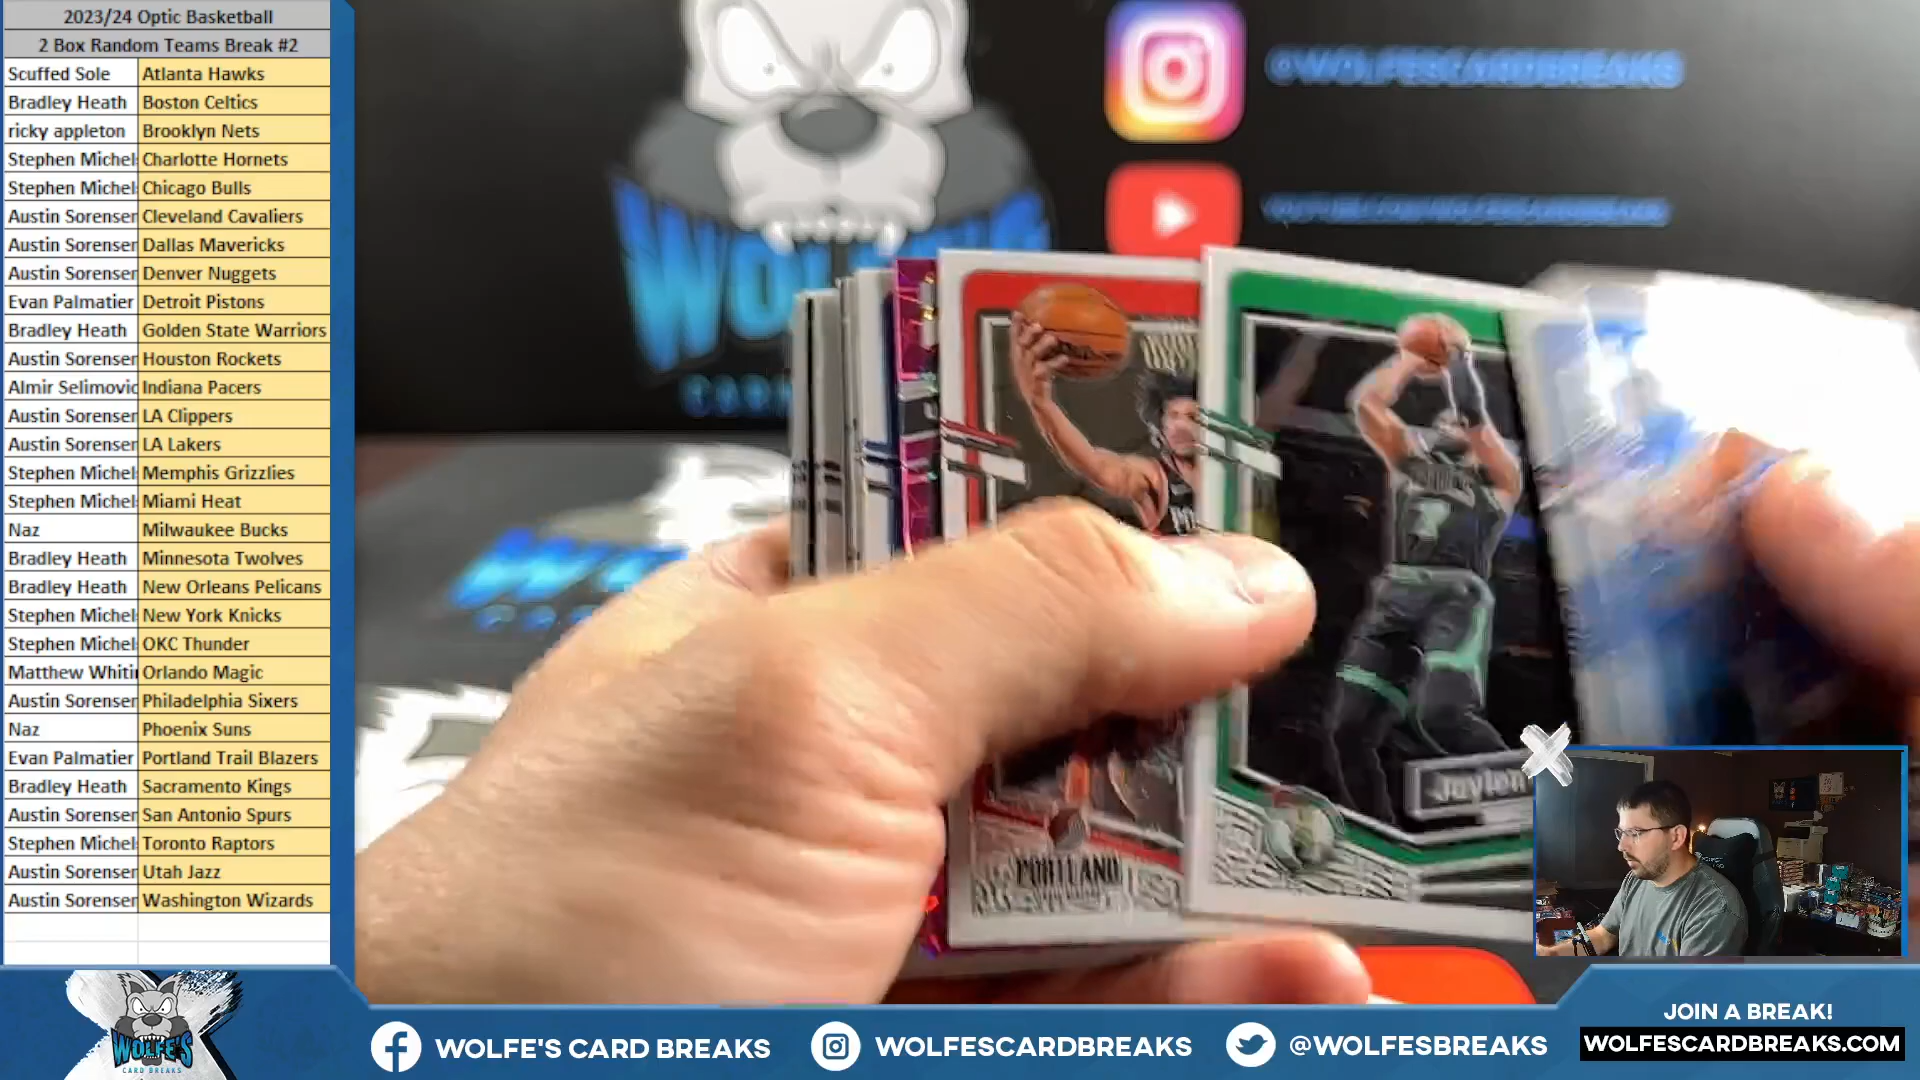 2023/24 Optic Basketball
2 Box Random Teams Break #2
Scuffed Sole Atlanta Hawks
Bradley Heath Boston Celtics
ricky appleton Brooklyn Nets
Stephen Michel Charlotte Hornets
Stephen Michel Chicago Bulls
Austin Sorensen Cleveland Cavaliers
Austin Sorensen Dallas Mavericks
Austin Sorensen Denver Nuggets
Evan Palmatier Detroit Pistons
Bradley Heath Golden State Warriors
Austin Sorensen Houston Rockets
Almir Selimovic Indiana Pacers
Austin Sorensen LA Clippers
Austin Sorensen LA Lakers
Stephen Michel Memphis Grizzlies
Stephen Michel Miami Heat
Naz Milwaukee Bucks
Bradley Heath Minnesota Twolves
Bradley Heath New Orleans Pelicans
Stephen Michel New York Knicks
Stephen Michel OKC Thunder
Matthew Whitin Orlando Magic
Austin Sorensen Philadelphia Sixers
Naz Phoenix Suns
Evan Palmatier Portland Trail Blazers
Bradley Heath Sacramento Kings
Austin Sorensen San Antonio Spurs
Stephen Michel Toronto Raptors
Austin Sorensen Utah Jazz
Austin Sorensen Washington Wizards
@WOLFESCARDBREAKS
PORTLAND
Jaylen
WOLFE'S
CARD BREAKS
WOLFE'S CARD BREAKS
WOLFESCARDBREAKS
@WOLFESBREAKS
JOIN A BREAK!
WOLFESCARDBREAKS.COM